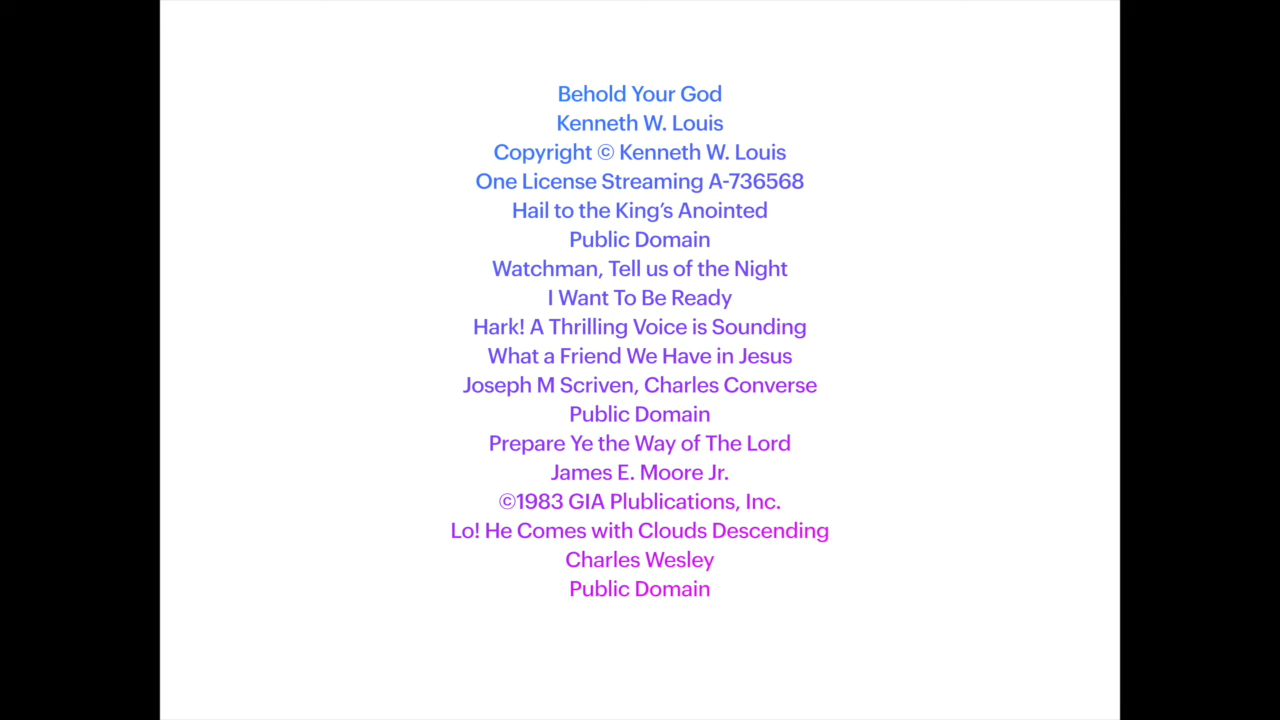 Behold Your God
Kenneth W. Louis
Copyright © Kenneth W. Louis
One License Streaming A-736568
Hail to the King’s Anointed
Public Domain
Watchman, Tell us of the Night
I Want To Be Ready
Hark! A Thrilling Voice is Sounding
What a Friend We Have in Jesus
Joseph M Scriven, Charles Converse
Public Domain
Prepare Ye the Way of The Lord
James E. Moore Jr.
©1983 GIA Plublications, Inc.
Lo! He Comes with Clouds Descending
Charles Wesley
Public Domain